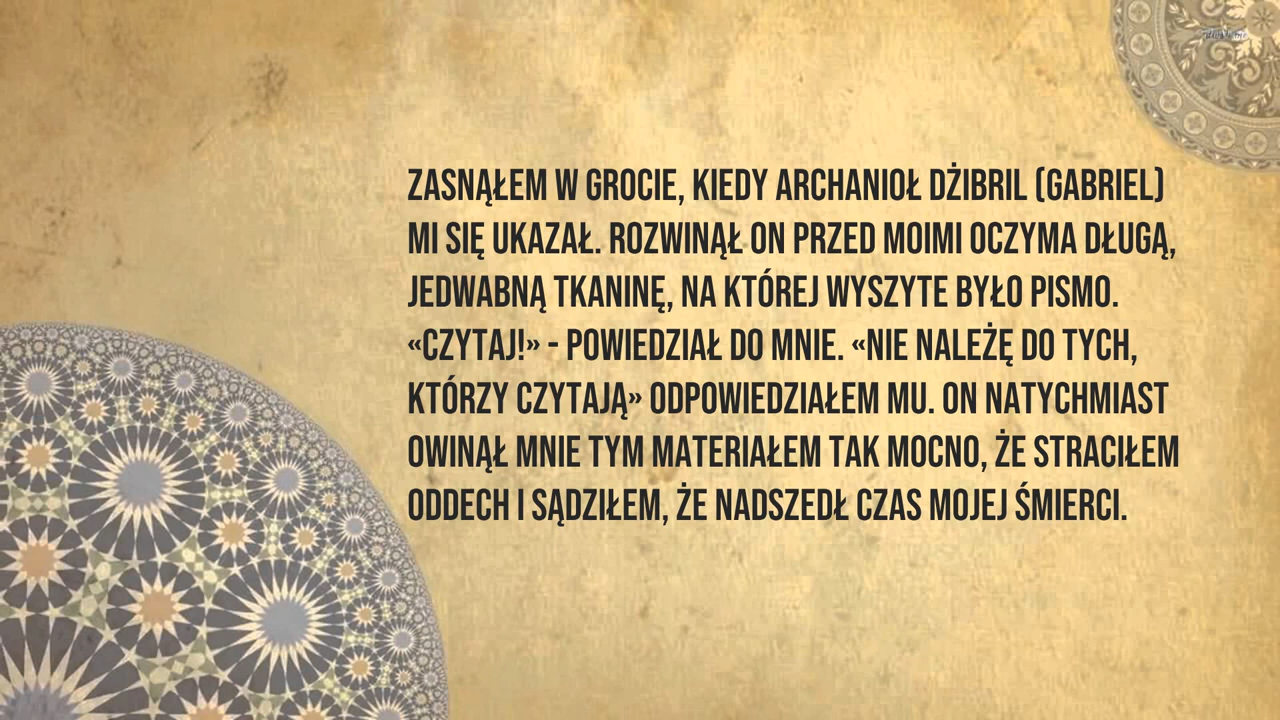 ZASNĄŁEM W GROCIE, KIEDY ARCHANIOŁ DŻIBRIL (GABRIEL)
MI SIĘ UKAZAŁ. ROZWINĄŁ ON PRZED MOIMI OCZYMA DŁUGĄ,
JEDWABNĄ TKANINĘ, NA KTÓREJ WYSZYTE BYŁO PISMO.
«CZYTAJ!» - POWIEDZIAŁ DO MNIE. «NIE NALEŻĘ DO TYCH,
KTÓRZY CZYTAJĄ» ODPOWIEDZIAŁEM MU. ON NATYCHMIAST
OWINĄŁ MNIE TYM MATERIAŁEM TAK MOCNO, ŻE STRACIŁEM
ODDECH I SĄDZIŁEM, ŻE NADSZEDŁ CZAS MOJEJ ŚMIERCI.